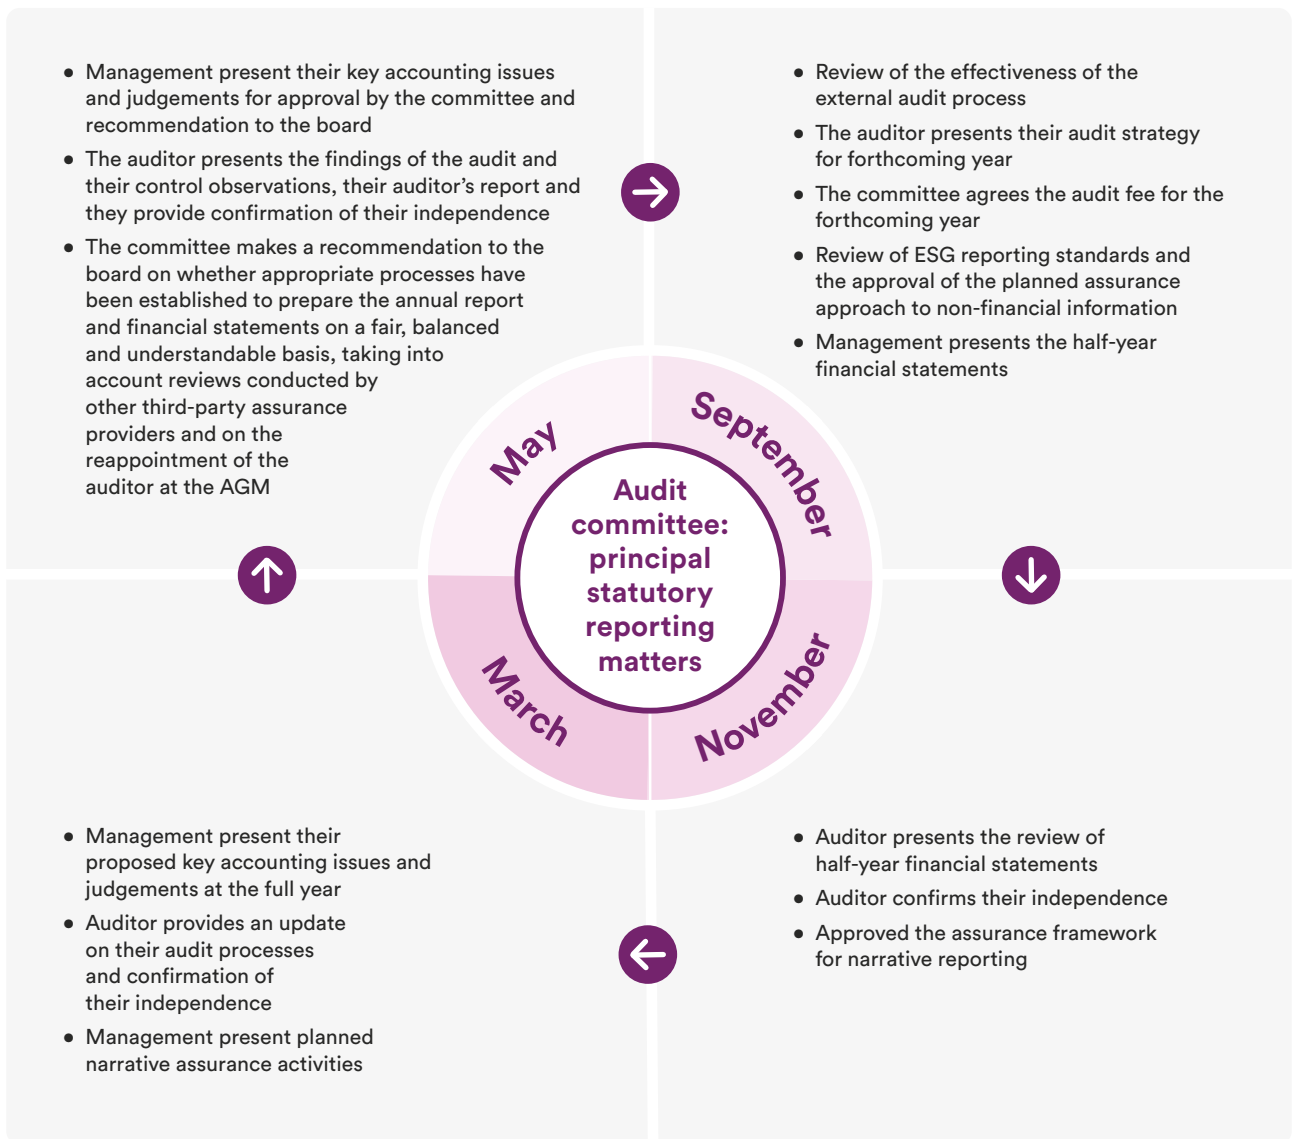 • Management present their key accounting issues
and judgements for approval by the committee and
recommendation to the board
• The auditor presents the findings of the audit and
their control observations, their auditor's report and
they provide confirmation of their independence
• The committee makes a recommendation to the
board on whether appropriate processes have
been established to prepare the annual report
and financial statements on a fair, balanced
and understandable basis, taking into
account reviews conducted by
other third-party assurance
providers and on the
reappointment of the
auditor at the AGM
• Review of the effectiveness of the
external audit process
• The auditor presents their audit strategy
for forthcoming year
• The committee agrees the audit fee for the
forthcoming year
• Review of ESG reporting standards and
the approval of the planned assurance
approach to non-financial information
• Management presents the half-year
financial statements
May
September
Audit
committee:
principal
statutory
reporting
matters
March
November
• Management present their
proposed key accounting issues and
judgements at the full year
• Auditor provides an update
on their audit processes
and confirmation of
their independence
• Management present planned
narrative assurance activities
• Auditor presents the review of
half-year financial statements
• Auditor confirms their independence
• Approved the assurance framework
for narrative reporting